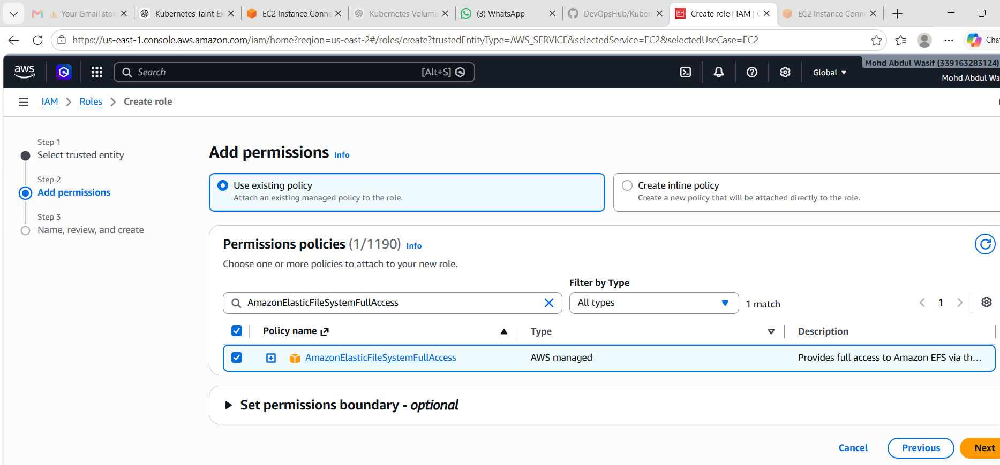 Your Gmail stor
Kubernetes Taint Ex
EC2 Instance Conne
Kubernetes Volume
(3) WhatsApp
DevOpsHub/Kubern
Create role | IAM |
EC2 Instance Conne
https://us-east-1.console.aws.amazon.com/iam/home?region=us-east-2#/roles/create?trustedEntityType=AWS_SERVICE&selectedService=EC2&selectedUseCase=EC2
Cha
aws
Search
[Alt+S]
Global
Mohd Abdul Wasif (339163283124)
Mohd Abdul Wa
IAM
Roles
Create role
Step 1
Select trusted entity
Step 2
Add permissions
Step 3
Name, review, and create
Add permissions Info
Use existing policy
Attach an existing managed policy to the role.
Create inline policy
Create a new policy that will be attached directly to the role.
Permissions policies (1/1190) Info
Choose one or more policies to attach to your new role.
Filter by Type
AmazonElasticFileSystemFullAccess
All types
1 match
1
Policy name
Type
Description
AmazonElasticFileSystemFullAccess
AWS managed
Provides full access to Amazon EFS via th...
Set permissions boundary - optional
Cancel
Previous
Next